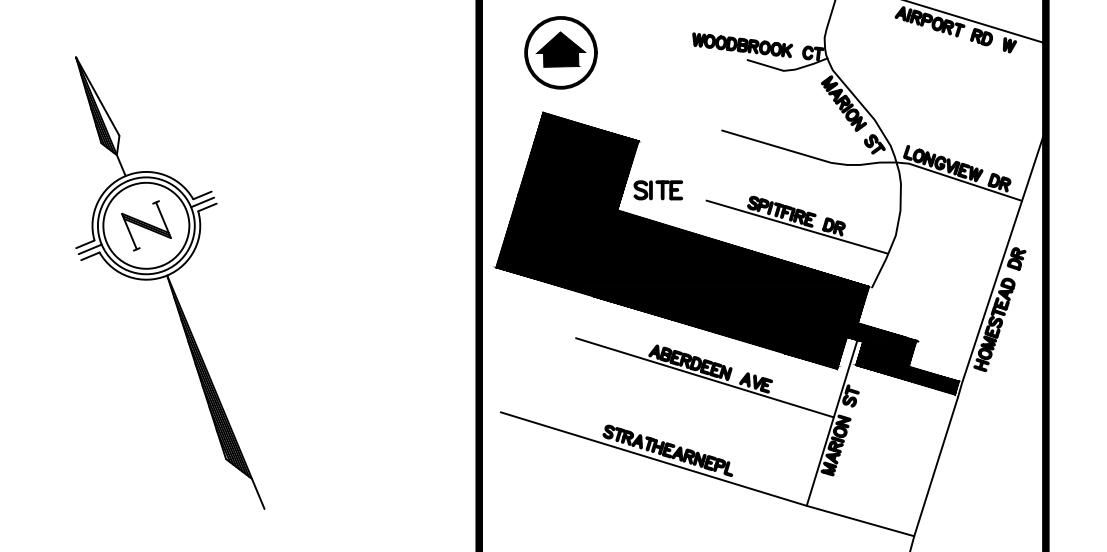 N
AIRPORT RD W
WOODBROOK CT
MARION ST
LONGVIEW DR
SITE
SPITFIRE DR
HOMESTEAD DR
ABERDEEN AVE
MARION ST
STRATHEARNEPL